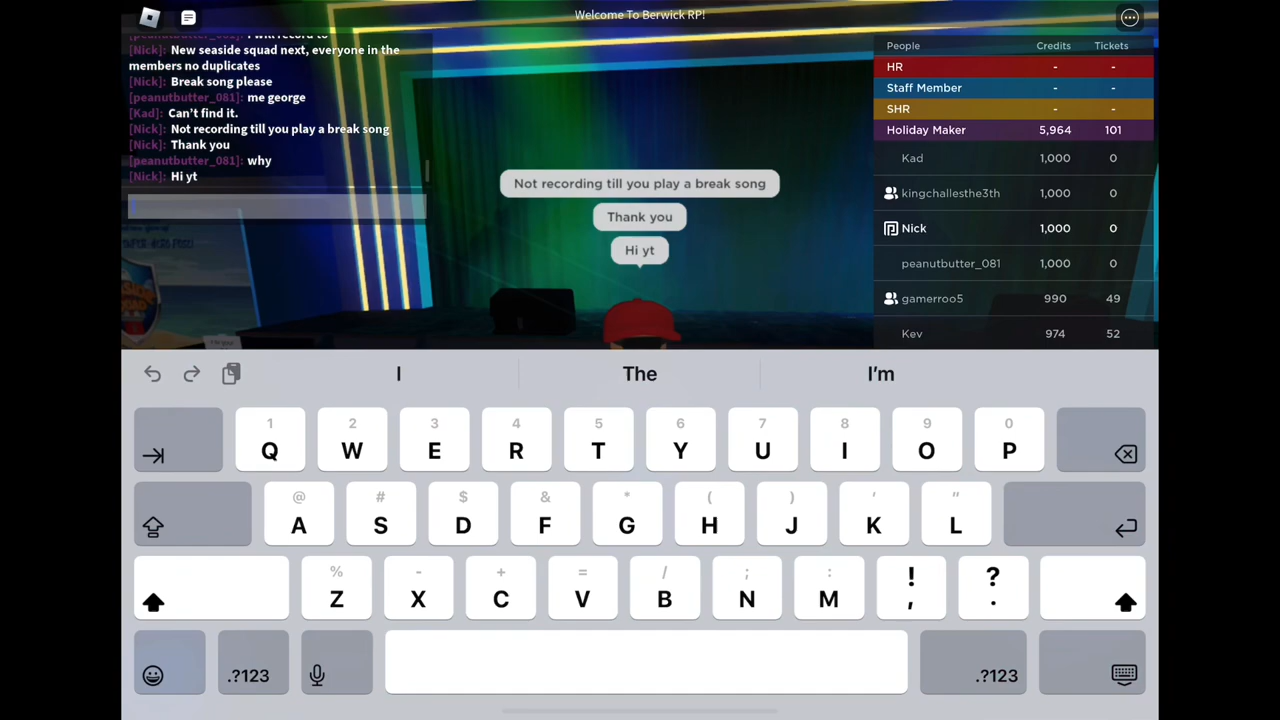 Welcome To Berwick RP!
[peanutbutter_081]: I will record to
[Nick]: New seaside squad next, everyone in the
members no duplicates
[Nick]: Break song please
[peanutbutter_081]: me george
[Kad]: Can't find it.
[Nick]: Not recording till you play a break song
[Nick]: Thank you
[peanutbutter_081]: why
[Nick]: Hi yt
Not recording till you play a break song
Thank you
Hi yt
People Credits Tickets
HR - -
Staff Member - -
SHR - -
Holiday Maker 5,964 101
Kad 1,000 0
kingchallesthe3th 1,000 0
Nick 1,000 0
peanutbutter_081 1,000 0
gamerroo5 990 49
Kev 974 52
I The I'm
1 2 3 4 5 6 7 8 9 0
Q W E R T Y U I O P
@ # $ & * ( ) ' "
A S D F G H J K L
% - + = / ; : ! ?
Z X C V B N M , .
.?123 .?123